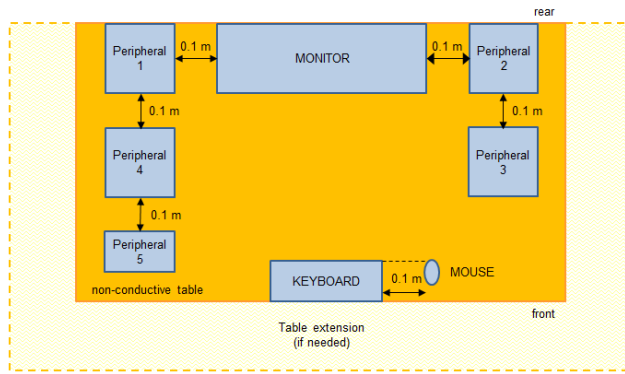 rear
Peripheral
1
0.1 m
MONITOR
0.1 m
Peripheral
2
0.1 m
0.1 m
Peripheral
4
Peripheral
3
0.1 m
Peripheral
5
KEYBOARD
0.1 m
MOUSE
non-conductive table
front
Table extension
(if needed)